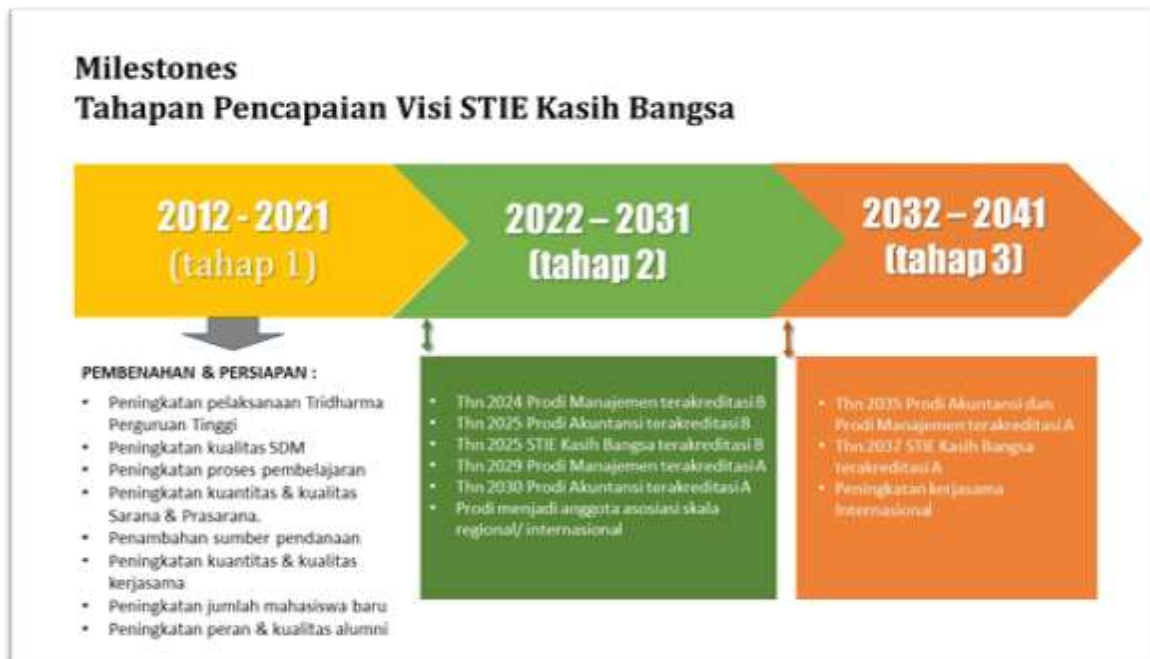 Milestones
Tahapan Pencapaian Visi STIE Kasih Bangsa
2012 - 2021
(tahap 1)
2022 – 2031
(tahap 2)
2032 – 2041
(tahap 3)
PEMBENAHAN & PERSIAPAN :
• Peningkatan pelaksanaan Tridharma
Perguruan Tinggi
• Peningkatan kualitas SDM
• Peningkatan proses pembelajaran
• Peningkatan kuantitas & kualitas
Sarana & Prasarana.
• Penambahan sumber pendanaan
• Peningkatan kuantitas & kualitas
kerjasama
• Peningkatan jumlah mahasiswa baru
• Peningkatan peran & kualitas alumni
• Thn 2024 Prodi Manajemen terakreditasi B
• Thn 2025 Prodi Akuntansi terakreditasi B
• Thn 2025 STIE Kasih Bangsa terakreditasi B
• Thn 2029 Prodi Manajemen terakreditasi A
• Thn 2030 Prodi Akuntansi terakreditasi A
• Prodi menjadi anggota asosiasi skala
regional/ internasional
• Thn 2035 Prodi Akuntansi dan
Prodi Manajemen terakreditasi A
• Thn 2037 STIE Kasih Bangsa
terakreditasi A
• Peningkatan kerjasama
Internasional